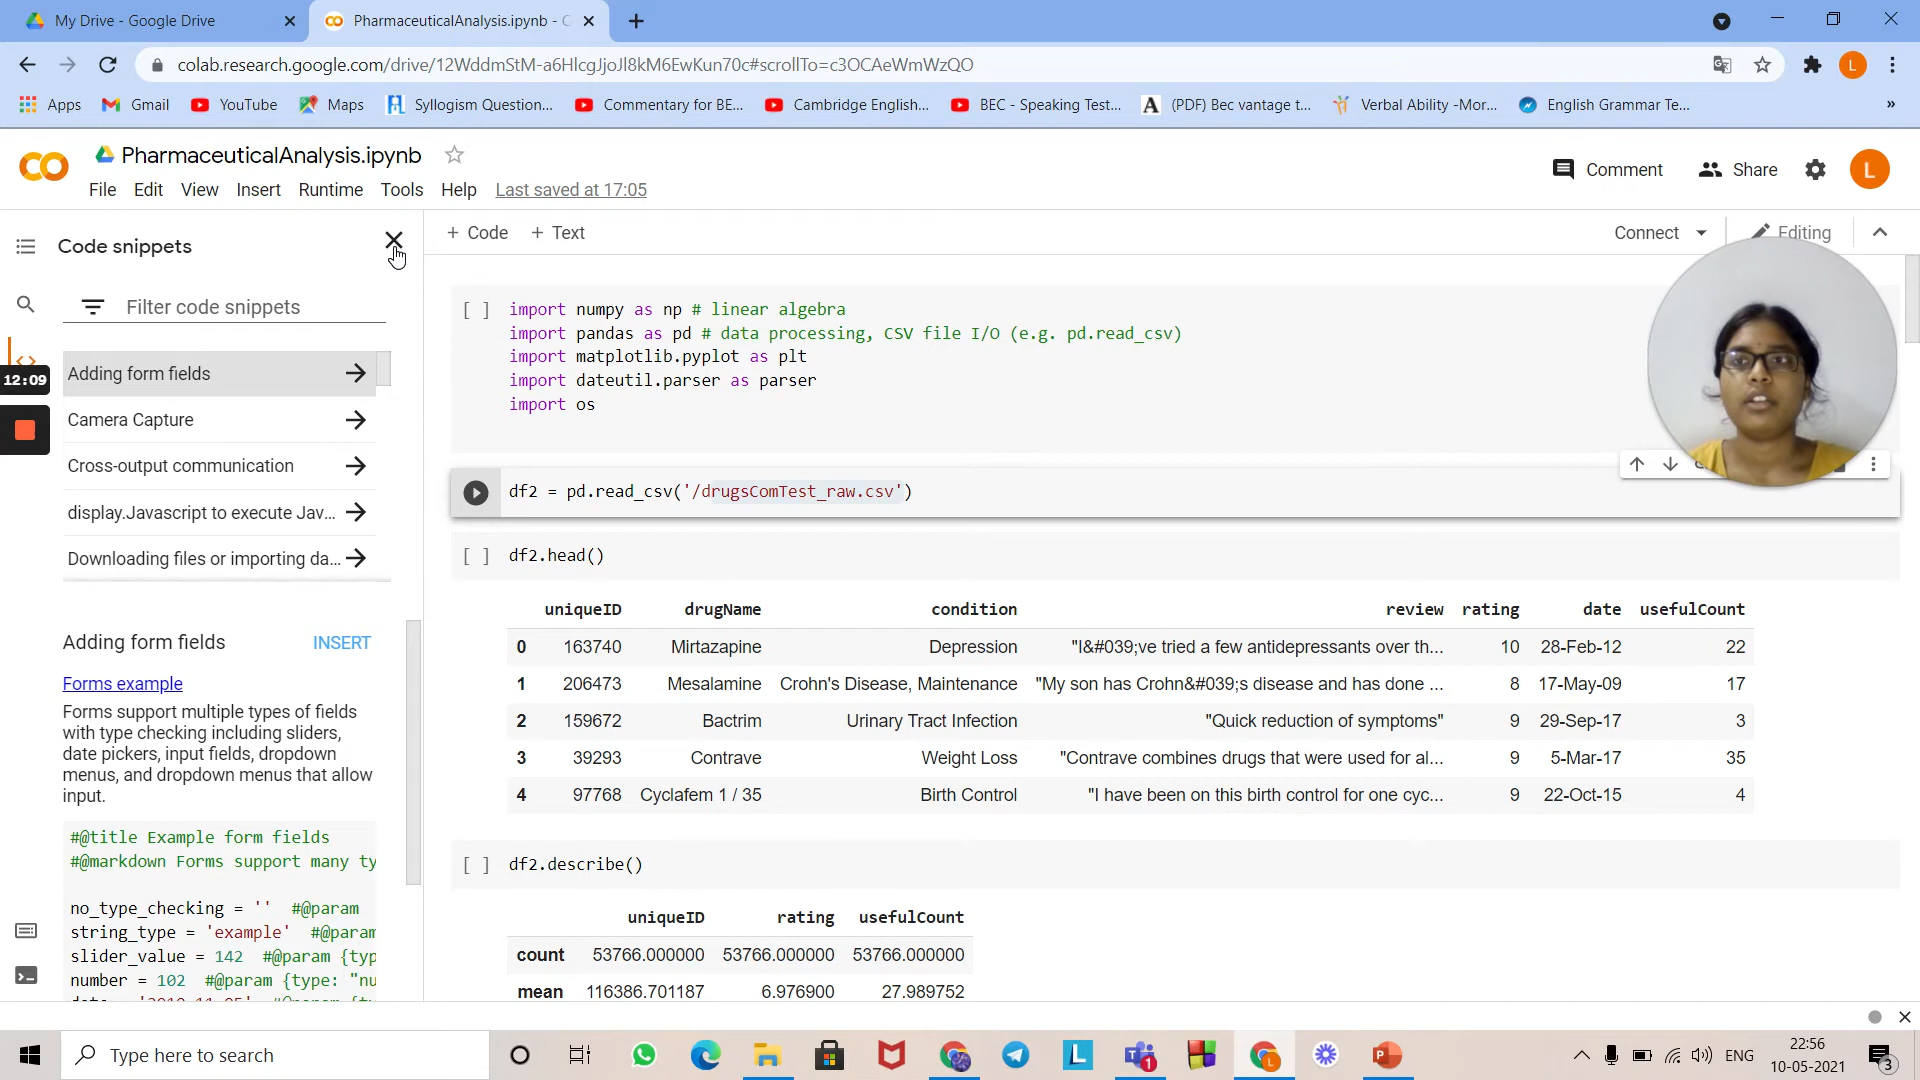 My Drive - Google Drive
PharmaceuticalAnalysis.ipynb - C
colab.research.google.com/drive/12WddmStM-a6HlcgJjoJl8kM6EwKun70c#scrollTo=c3OCAeWmWzQO
L
Apps
Gmail
YouTube
Maps
Syllogism Question...
Commentary for BE...
Cambridge English...
BEC - Speaking Test...
(PDF) Bec vantage t...
Verbal Ability -Mor...
English Grammar Te...
»
PharmaceuticalAnalysis.ipynb
Comment
Share
L
File Edit View Insert Runtime Tools Help Last saved at 17:05
Code snippets
+ Code + Text
Connect
Editing
Filter code snippets
Adding form fields
12:09
Camera Capture
Cross-output communication
display.Javascript to execute Jav...
Downloading files or importing da...
Adding form fields INSERT
Forms example
Forms support multiple types of fields
with type checking including sliders,
date pickers, input fields, dropdown
menus, and dropdown menus that allow
input.
#@title Example form fields
#@markdown Forms support many ty
no_type_checking = '' #@param
string_type = 'example' #@param
slider_value = 142 #@param {typ
number = 102 #@param {type: "nu
[ ] import numpy as np # linear algebra
import pandas as pd # data processing, CSV file I/O (e.g. pd.read_csv)
import matplotlib.pyplot as plt
import dateutil.parser as parser
import os
df2 = pd.read_csv('/drugsComTest_raw.csv')
[ ] df2.head()
uniqueID drugName condition review rating date usefulCount
0 163740 Mirtazapine Depression "I&#039;ve tried a few antidepressants over th... 10 28-Feb-12 22
1 206473 Mesalamine Crohn's Disease, Maintenance "My son has Crohn&#039;s disease and has done ... 8 17-May-09 17
2 159672 Bactrim Urinary Tract Infection "Quick reduction of symptoms" 9 29-Sep-17 3
3 39293 Contrave Weight Loss "Contrave combines drugs that were used for al... 9 5-Mar-17 35
4 97768 Cyclafem 1 / 35 Birth Control "I have been on this birth control for one cyc... 9 22-Oct-15 4
[ ] df2.describe()
uniqueID rating usefulCount
count 53766.000000 53766.000000 53766.000000
mean 116386.701187 6.976900 27.989752
Type here to search
ENG
22:56
10-05-2021
3